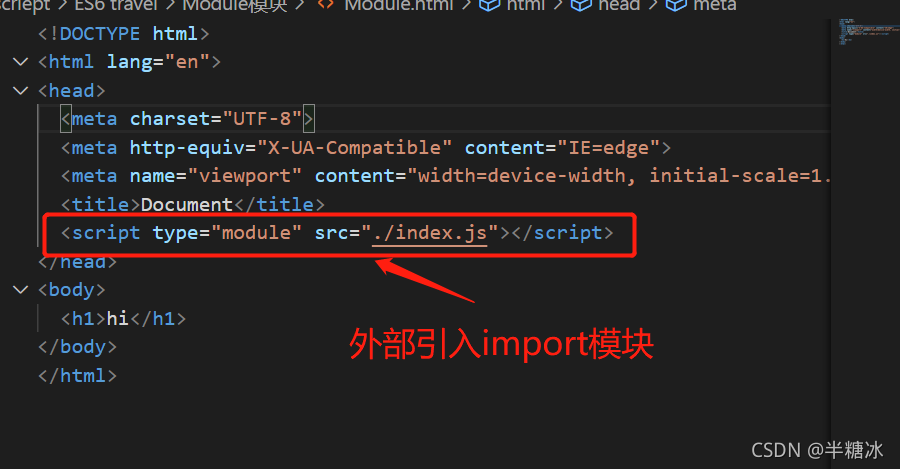 script > ES6 travel > Module模块 > Module.html > html > head > meta
<!DOCTYPE html>
<html lang="en">
<head>
<meta charset="UTF-8">
<meta http-equiv="X-UA-Compatible" content="IE=edge">
<meta name="viewport" content="width=device-width, initial-scale=1.
<title>Document</title>
<script type="module" src="./index.js"></script>
</head>
<body>
<h1>hi</h1>
</body>
</html>
外部引入import模块
CSDN @半糖冰